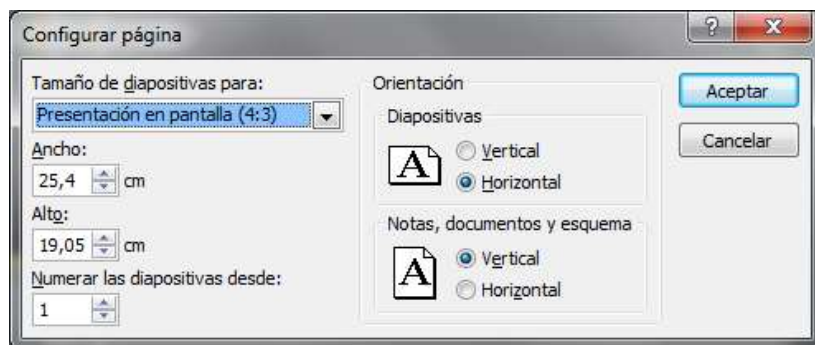 Configurar página
Tamaño de diapositivas para:
Presentación en pantalla (4:3)
Ancho:
25,4 cm
Alto:
19,05 cm
Numerar las diapositivas desde:
1
Orientación
Diapositivas
A
Vertical
Horizontal
Notas, documentos y esquema
A
Vertical
Horizontal
Aceptar
Cancelar